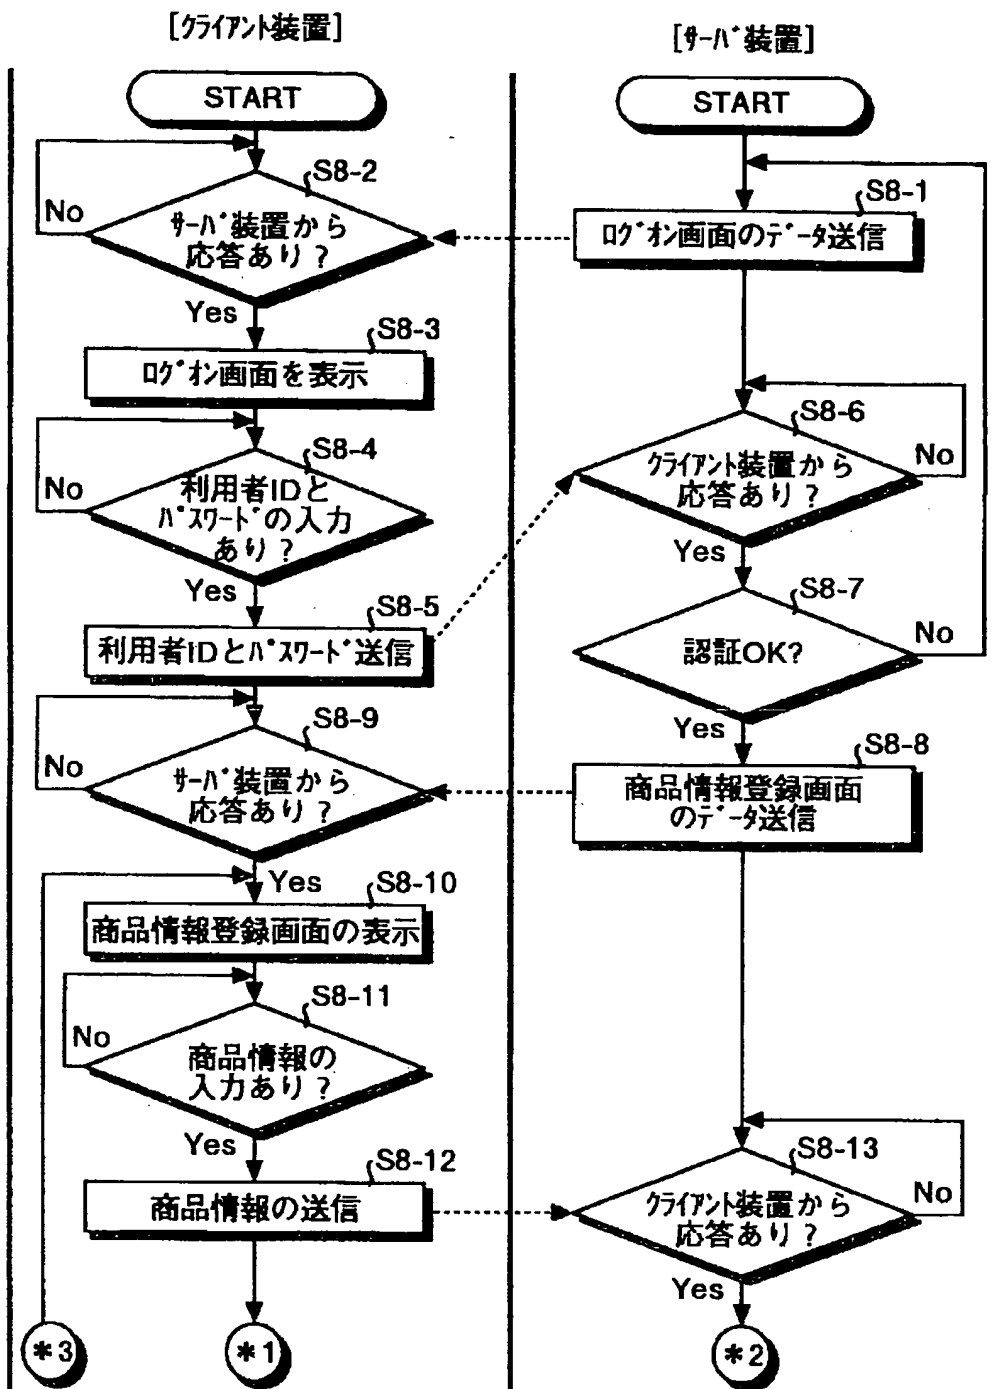 [クライアント装置]
START
S8-2
No
サーバ装置から
応答あり？
Yes
S8-3
ログオン画面を表示
S8-4
No
利用者IDと
パスワードの入力
あり？
Yes
S8-5
利用者IDとパスワード送信
S8-9
No
サーバ装置から
応答あり？
Yes
S8-10
商品情報登録画面の表示
S8-11
No
商品情報の
入力あり？
Yes
S8-12
商品情報の送信
*3
*1
[サーバ装置]
START
S8-1
ログオン画面のデータ送信
S8-6
クライアント装置から
応答あり？
No
Yes
S8-7
認証OK?
No
Yes
S8-8
商品情報登録画面
のデータ送信
S8-13
クライアント装置から
応答あり？
No
Yes
*2